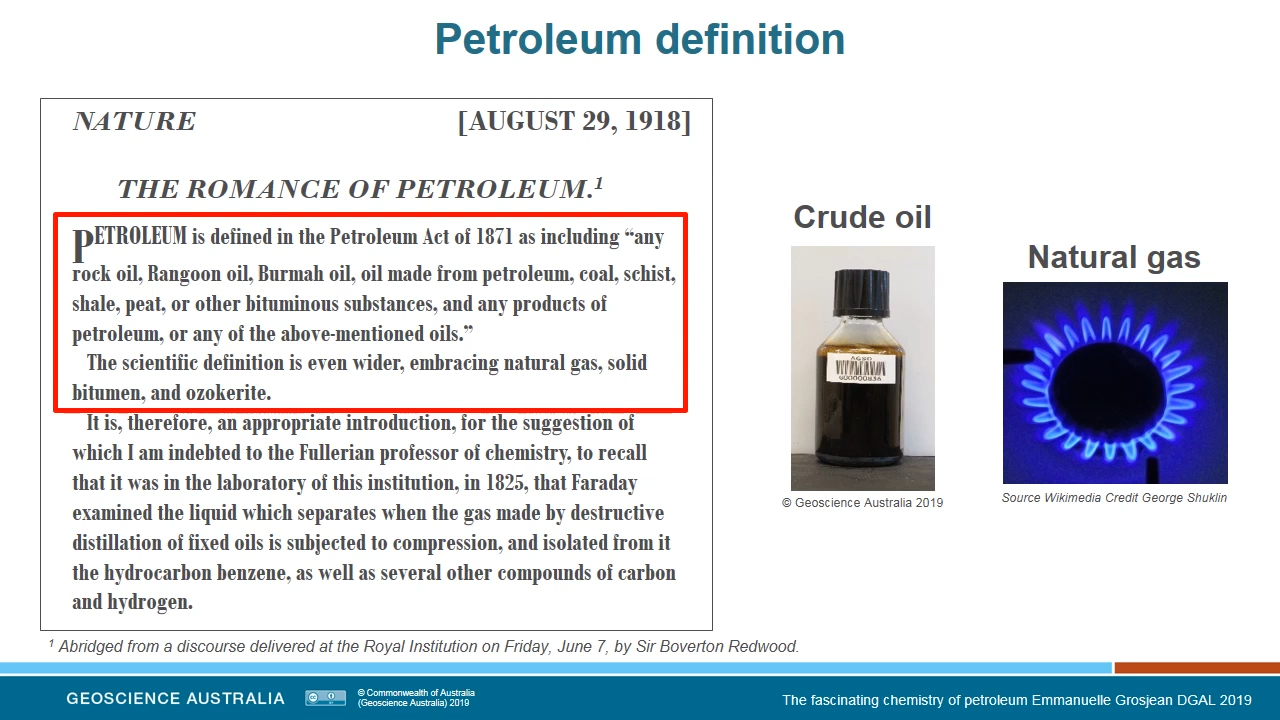 Petroleum definition
NATURE [AUGUST 29, 1918]
THE ROMANCE OF PETROLEUM.¹
PETROLEUM is defined in the Petroleum Act of 1871 as including “any
rock oil, Rangoon oil, Burmah oil, oil made from petroleum, coal, schist,
shale, peat, or other bituminous substances, and any products of
petroleum, or any of the above-mentioned oils.”
The scientific definition is even wider, embracing natural gas, solid
bitumen, and ozokerite.
It is, therefore, an appropriate introduction, for the suggestion of
which I am indebted to the Fullerian professor of chemistry, to recall
that it was in the laboratory of this institution, in 1825, that Faraday
examined the liquid which separates when the gas made by destructive
distillation of fixed oils is subjected to compression, and isolated from it
the hydrocarbon benzene, as well as several other compounds of carbon
and hydrogen.
¹ Abridged from a discourse delivered at the Royal Institution on Friday, June 7, by Sir Boverton Redwood.
Crude oil
AGSO
© Geoscience Australia 2019
Natural gas
Source Wikimedia Credit George Shuklin
GEOSCIENCE AUSTRALIA
cc
BY
© Commonwealth of Australia
(Geoscience Australia) 2019
The fascinating chemistry of petroleum Emmanuelle Grosjean DGAL 2019